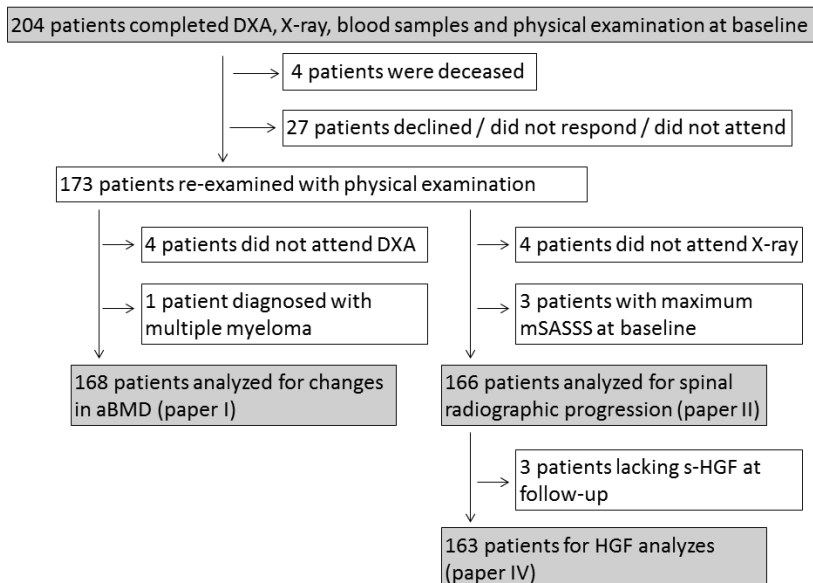 204 patients completed DXA, X-ray, blood samples and physical examination at baseline
4 patients were deceased
27 patients declined / did not respond / did not attend
173 patients re-examined with physical examination
4 patients did not attend DXA
1 patient diagnosed with
multiple myeloma
168 patients analyzed for changes
in aBMD (paper I)
4 patients did not attend X-ray
3 patients with maximum
mSASSS at baseline
166 patients analyzed for spinal
radiographic progression (paper II)
3 patients lacking s-HGF at
follow-up
163 patients for HGF analyzes
(paper IV)